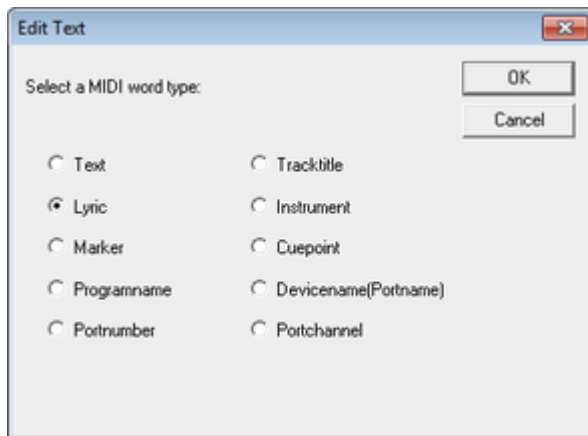 Edit Text
Select a MIDI word type:
OK
Cancel
Text
Tracktitle
Lyric
Instrument
Marker
Cuepoint
Programname
Devicename(Portname)
Portnumber
Portchannel